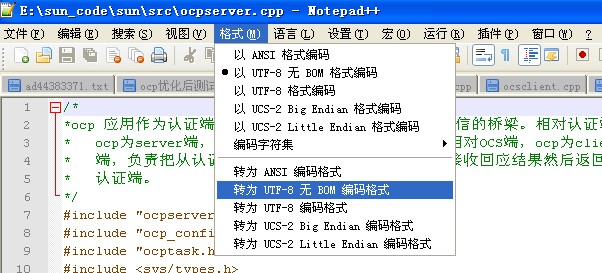 E:\sun_code\sun\src\ocpserver.cpp - Notepad++
文件(F) 编辑(E) 搜索(S) 视图(V) 格式(M) 语言(L) 设置(T) 宏(O) 运行(R) 插件(P) 窗口(W) ?
ad44383371.txt ocp优化后测试 cpp ocsclient.cpp
以 ANSI 格式编码
以 UTF-8 无 BOM 格式编码
以 UTF-8 格式编码
以 UCS-2 Big Endian 格式编码
以 UCS-2 Little Endian 格式编码
编码字符集
转为 ANSI 编码格式
转为 UTF-8 无 BOM 编码格式
转为 UTF-8 编码格式
转为 UCS-2 Big Endian 编码格式
转为 UCS-2 Little Endian 编码格式
1 /*
2 *ocp 应用作为认证端 信的桥梁。相对认证
3 * ocp为server端, 相对OCS端,ocp为clie
4 * 端,负责把从认证 接收回应结果然后返回
5 * 认证端。
6 */
7 #include "ocpserver
8 #include "ocp_confi
9 #include "ocptask.h
10 #include <sys/types.h>